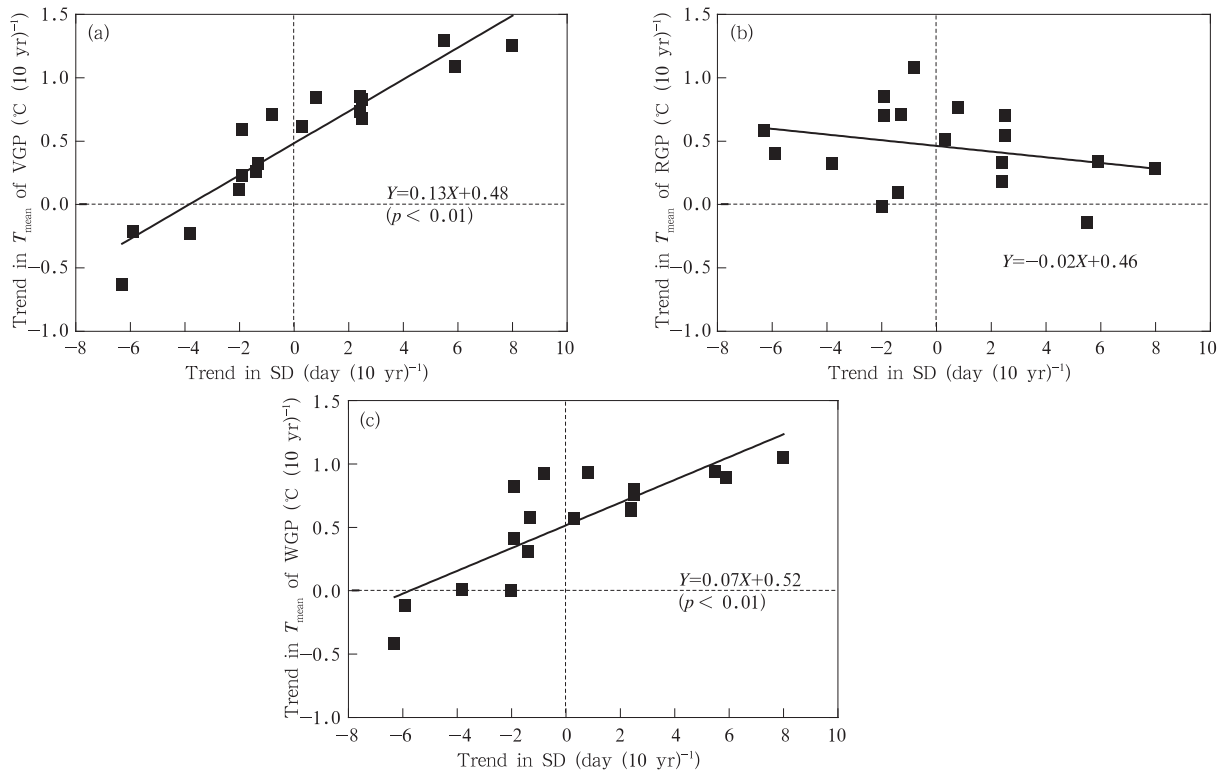 (a)
Trend in T_mean of VGP (℃ (10 yr)⁻¹)
1.5
1.0
0.5
0.0
−0.5
−1.0
Y=0.13X+0.48
(p < 0.01)
−8 −6 −4 −2 0 2 4 6 8 10
Trend in SD (day (10 yr)⁻¹)
(b)
Trend in T_mean of RGP (℃ (10 yr)⁻¹)
1.5
1.0
0.5
0.0
−0.5
−1.0
Y=−0.02X+0.46
−8 −6 −4 −2 0 2 4 6 8 10
Trend in SD (day (10 yr)⁻¹)
(c)
Trend in T_mean of WGP (℃ (10 yr)⁻¹)
1.5
1.0
0.5
0.0
−0.5
−1.0
Y=0.07X+0.52
(p < 0.01)
−8 −6 −4 −2 0 2 4 6 8 10
Trend in SD (day (10 yr)⁻¹)